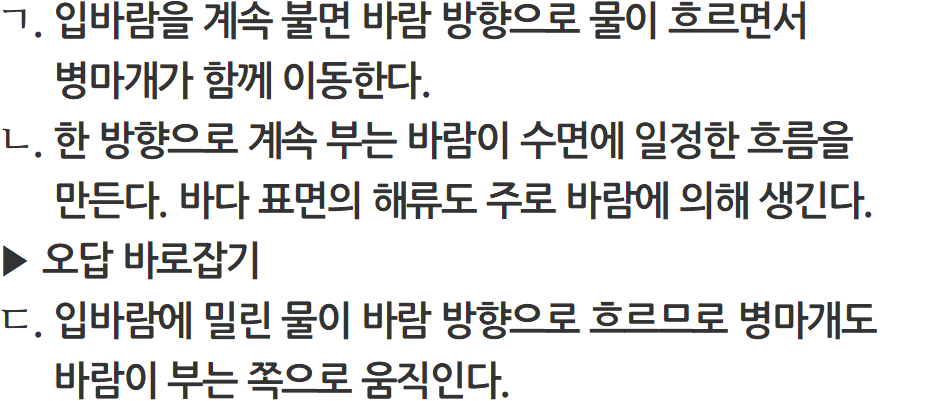 ㄱ. 입바람을 계속 불면 바람 방향으로 물이 흐르면서
병마개가 함께 이동한다.
ㄴ. 한 방향으로 계속 부는 바람이 수면에 일정한 흐름을
만든다. 바다 표면의 해류도 주로 바람에 의해 생긴다.
▶ 오답 바로잡기
ㄷ. 입바람에 밀린 물이 바람 방향으로 흐르므로 병마개도
바람이 부는 쪽으로 움직인다.